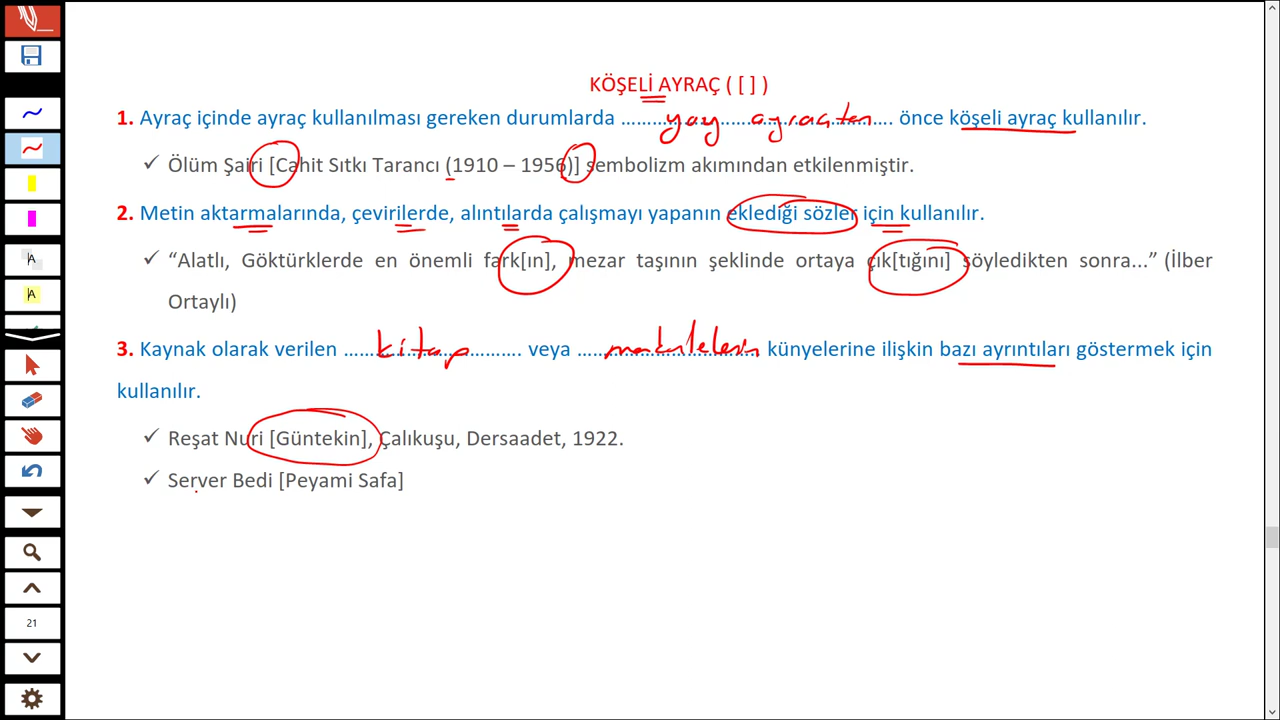 KÖŞELİ AYRAÇ ( [ ] )
1. Ayraç içinde ayraç kullanılması gereken durumlarda yay ayraçtan önce köşeli ayraç kullanılır.
✓ Ölüm Şairi [Cahit Sıtkı Tarancı (1910 – 1956)] sembolizm akımından etkilenmiştir.
2. Metin aktarmalarında, çevirilerde, alıntılarda çalışmayı yapanın eklediği sözler için kullanılır.
✓ “Alatlı, Göktürklerde en önemli fark[ın], mezar taşının şeklinde ortaya çık[tığını] söyledikten sonra...” (İlber
Ortaylı)
3. Kaynak olarak verilen kitap veya makalelerin künyelerine ilişkin bazı ayrıntıları göstermek için
kullanılır.
✓ Reşat Nuri [Güntekin], Çalıkuşu, Dersaadet, 1922.
✓ Server Bedi [Peyami Safa]
A
A
21